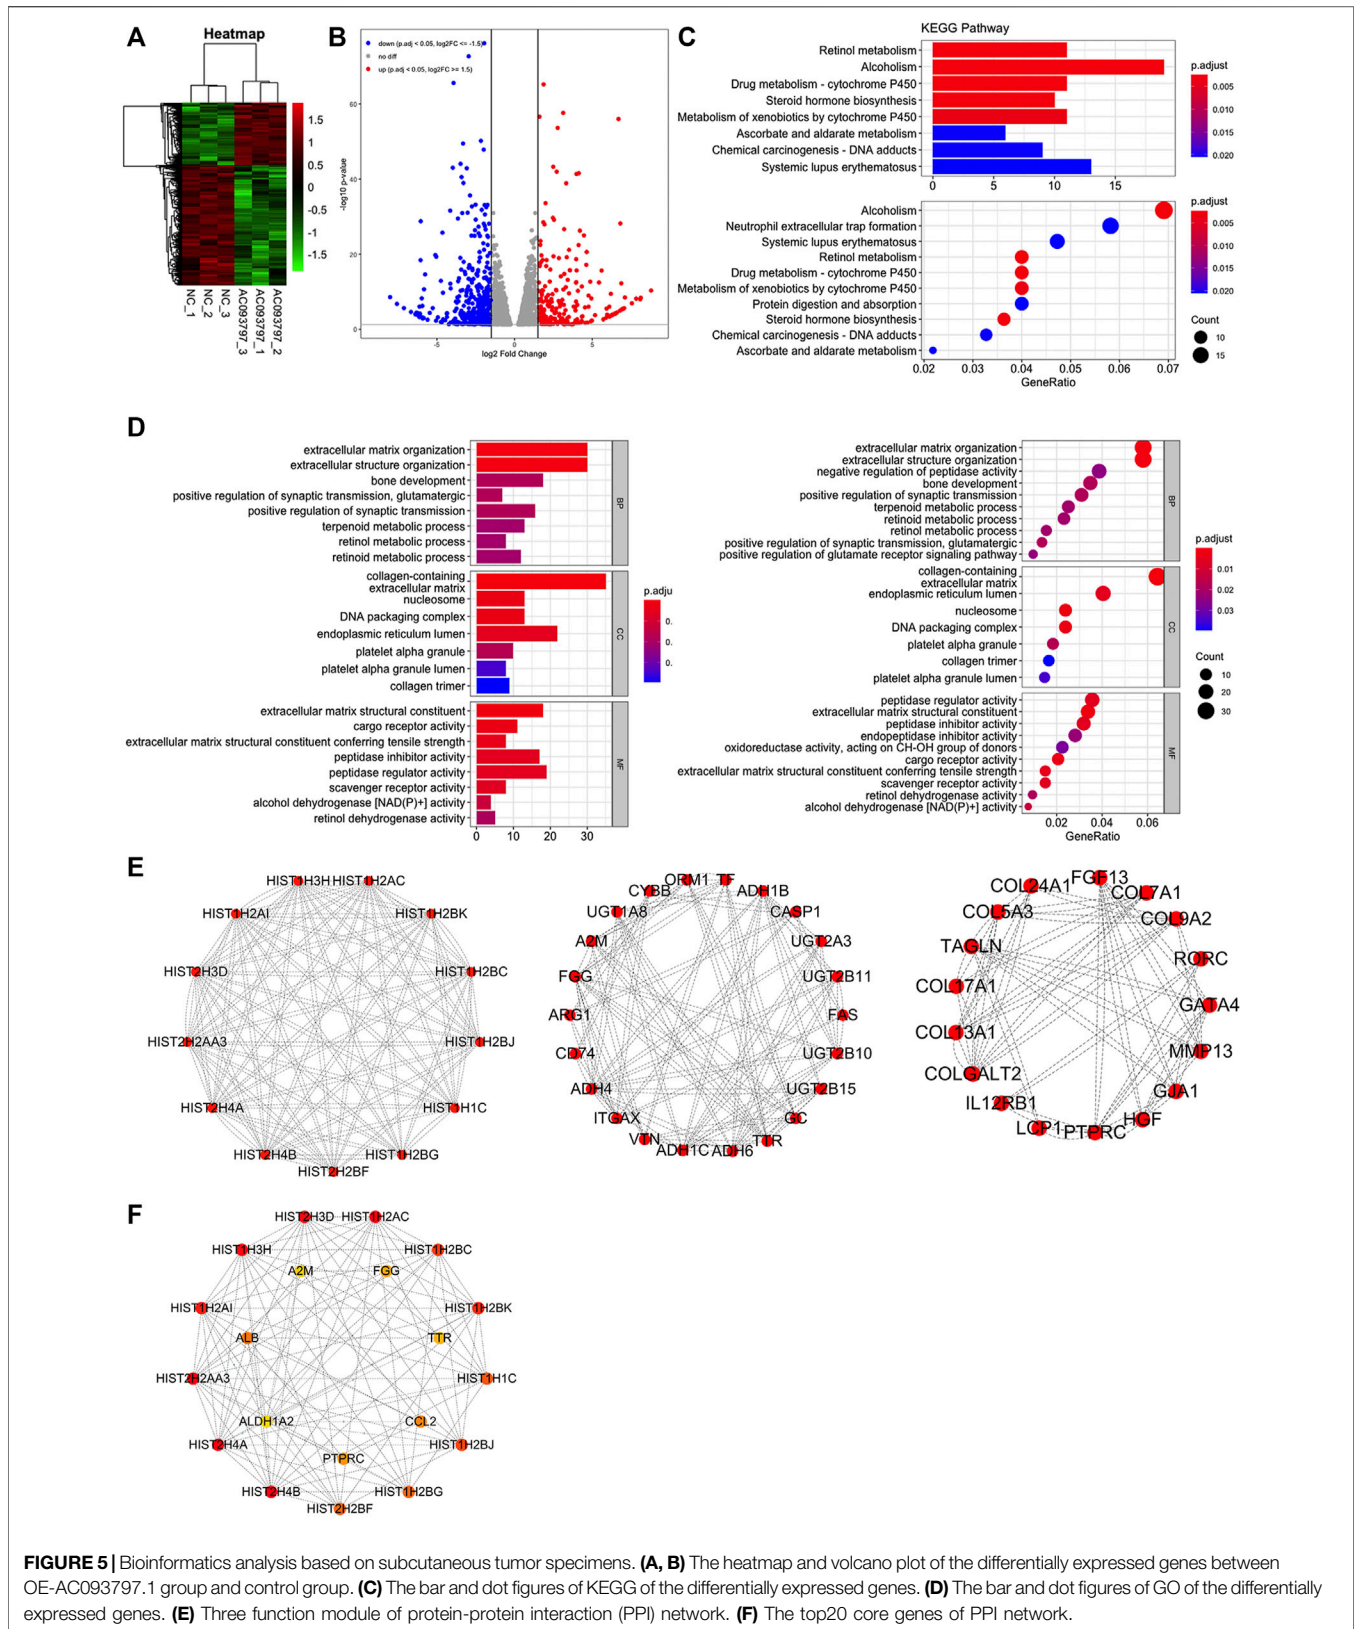 A
Heatmap
1.5
1
0.5
0
-0.5
-1
-1.5
NC_1
NC_2
NC_3
AC093797_3
AC093797_1
AC093797_2
B
down (p.adj < 0.05, log2FC <= -1.5)
no diff
up (p.adj < 0.05, log2FC >= 1.5)
-log10 p-value
60
40
20
0
-5
0
5
log2 Fold Change
C
KEGG Pathway
Retinol metabolism
Alcoholism
Drug metabolism - cytochrome P450
Steroid hormone biosynthesis
Metabolism of xenobiotics by cytochrome P450
Ascorbate and aldarate metabolism
Chemical carcinogenesis - DNA adducts
Systemic lupus erythematosus
0
5
10
15
p.adjust
0.005
0.010
0.015
0.020
Alcoholism
Neutrophil extracellular trap formation
Systemic lupus erythematosus
Retinol metabolism
Drug metabolism - cytochrome P450
Metabolism of xenobiotics by cytochrome P450
Protein digestion and absorption
Steroid hormone biosynthesis
Chemical carcinogenesis - DNA adducts
Ascorbate and aldarate metabolism
0.02
0.03
0.04
0.05
0.06
0.07
GeneRatio
p.adjust
0.005
0.010
0.015
0.020
Count
10
15
D
extracellular matrix organization
extracellular structure organization
bone development
positive regulation of synaptic transmission, glutamatergic
positive regulation of synaptic transmission
terpenoid metabolic process
retinol metabolic process
retinoid metabolic process
BP
collagen-containing
extracellular matrix
nucleosome
DNA packaging complex
endoplasmic reticulum lumen
platelet alpha granule
platelet alpha granule lumen
collagen trimer
CC
extracellular matrix structural constituent
cargo receptor activity
extracellular matrix structural constituent conferring tensile strength
peptidase inhibitor activity
peptidase regulator activity
scavenger receptor activity
alcohol dehydrogenase [NAD(P)+] activity
retinol dehydrogenase activity
MF
0
10
20
30
p.adju
0.
0.
0.
extracellular matrix organization
extracellular structure organization
negative regulation of peptidase activity
bone development
positive regulation of synaptic transmission
terpenoid metabolic process
retinoid metabolic process
retinol metabolic process
positive regulation of synaptic transmission, glutamatergic
positive regulation of glutamate receptor signaling pathway
BP
collagen-containing
extracellular matrix
endoplasmic reticulum lumen
nucleosome
DNA packaging complex
platelet alpha granule
collagen trimer
platelet alpha granule lumen
CC
peptidase regulator activity
extracellular matrix structural constituent
peptidase inhibitor activity
endopeptidase inhibitor activity
oxidoreductase activity, acting on CH-OH group of donors
cargo receptor activity
extracellular matrix structural constituent conferring tensile strength
scavenger receptor activity
retinol dehydrogenase activity
alcohol dehydrogenase [NAD(P)+] activity
MF
0.02
0.04
0.06
GeneRatio
p.adjust
0.01
0.02
0.03
Count
10
20
30
E
HIST1H3H
HIST1H2AC
HIST1H2AI
HIST1H2BK
HIST2H3D
HIST1H2BC
HIST2H2AA3
HIST1H2BJ
HIST2H4A
HIST1H1C
HIST2H4B
HIST1H2BG
HIST2H2BF
ORM1
TF
CYBB
ADH1B
UGT1A8
CASP1
A2M
UGT2A3
FGG
UGT2B11
ARG1
FAS
CD74
UGT2B10
ADH4
UGT2B15
ITGAX
GC
VTN
TTR
ADH1C
ADH6
FGF13
COL24A1
COL7A1
COL5A3
COL9A2
TAGLN
RORC
COL17A1
GATA4
COL13A1
MMP13
COLGALT2
GJA1
IL12RB1
HGF
LCP1
PTPRC
F
HIST2H3D
HIST1H2AC
HIST1H3H
HIST1H2BC
A2M
FGG
HIST1H2AI
HIST1H2BK
ALB
TTR
HIST2H2AA3
HIST1H1C
ALDH1A2
CCL2
HIST2H4A
HIST1H2BJ
PTPRC
HIST2H4B
HIST1H2BG
HIST2H2BF
FIGURE 5 | Bioinformatics analysis based on subcutaneous tumor specimens. (A, B) The heatmap and volcano plot of the differentially expressed genes between
OE-AC093797.1 group and control group. (C) The bar and dot figures of KEGG of the differentially expressed genes. (D) The bar and dot figures of GO of the differentially
expressed genes. (E) Three function module of protein-protein interaction (PPI) network. (F) The top20 core genes of PPI network.